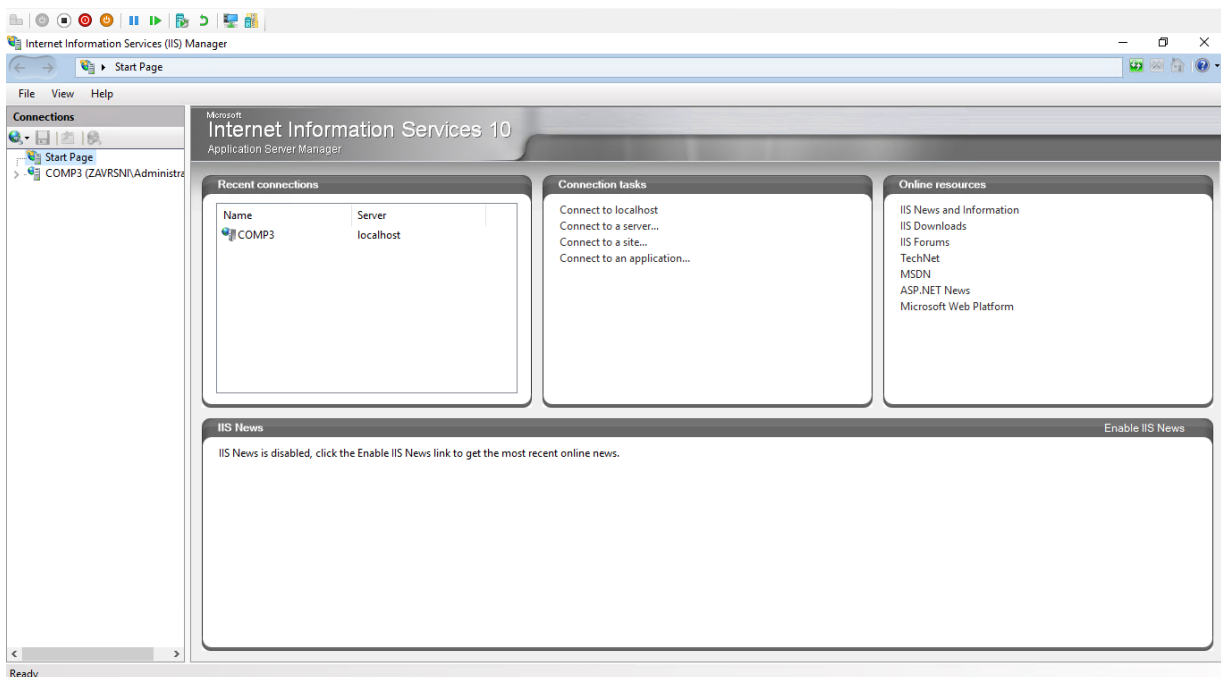 Internet Information Services (IIS) Manager
Start Page
File View Help
Connections
Start Page
COMP3 (ZAVRSNI\Administra
Microsoft
Internet Information Services 10
Application Server Manager
Recent connections
Name Server
COMP3 localhost
Connection tasks
Connect to localhost
Connect to a server...
Connect to a site...
Connect to an application...
Online resources
IIS News and Information
IIS Downloads
IIS Forums
TechNet
MSDN
ASP.NET News
Microsoft Web Platform
IIS News Enable IIS News
IIS News is disabled, click the Enable IIS News link to get the most recent online news.
Ready